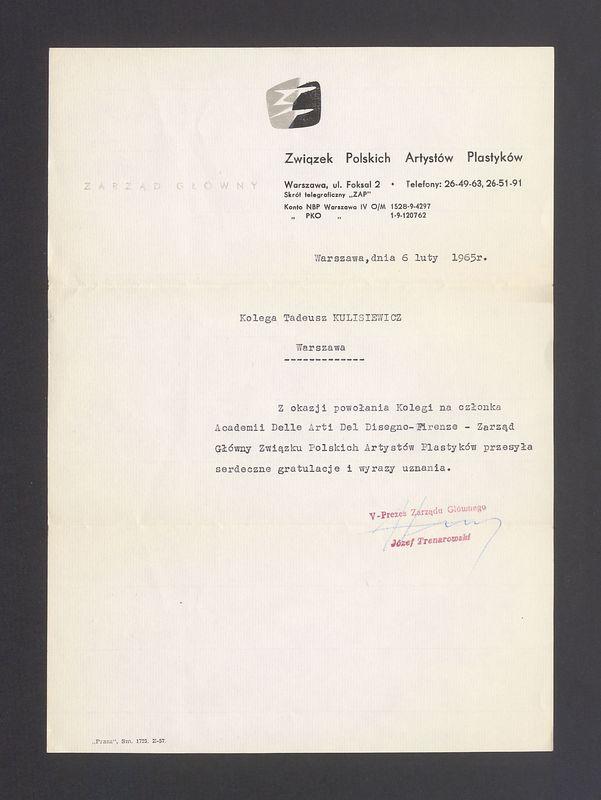 Związek Polskich Artystów Plastyków
ZARZĄD GŁÓWNY
Warszawa, ul. Foksal 2 • Telefony: 26-49-63, 26-51-91
Skrót telegraficzny „ZAP"
Konto NBP Warszawa IV O/M 1528-9-4297
„ PKO „ 1-9-120762
Warszawa,dnia 6 luty 1965r.
Kolega Tadeusz KULISIEWICZ
Warszawa
-------------
Z okazji powołania Kolegi na członka
Academii Delle Arti Del Disegno-Firenze - Zarząd
Główny Związku Polskich Artystów Plastyków przesyła
serdeczne gratulacje i wyrazy uznania.
V-Prezes Zarządu Głównego
Józef Trenarowski
„Prasa", Sm. 1725. Z-57.